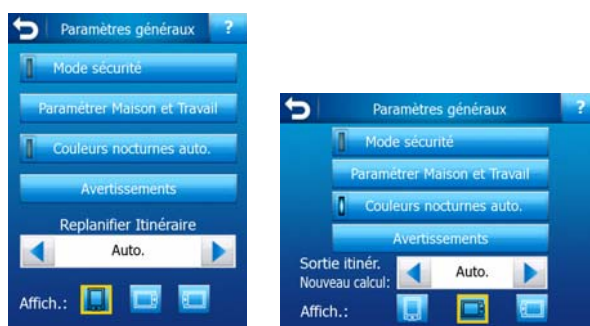 Paramètres généraux ?
Mode sécurité
Paramétrer Maison et Travail
Couleurs nocturnes auto.
Avertissements
Replanifier Itinéraire
Auto.
Affich.:
Paramètres généraux ?
Mode sécurité
Paramétrer Maison et Travail
Couleurs nocturnes auto.
Avertissements
Sortie itinér.
Nouveau calcul: Auto.
Affich.: